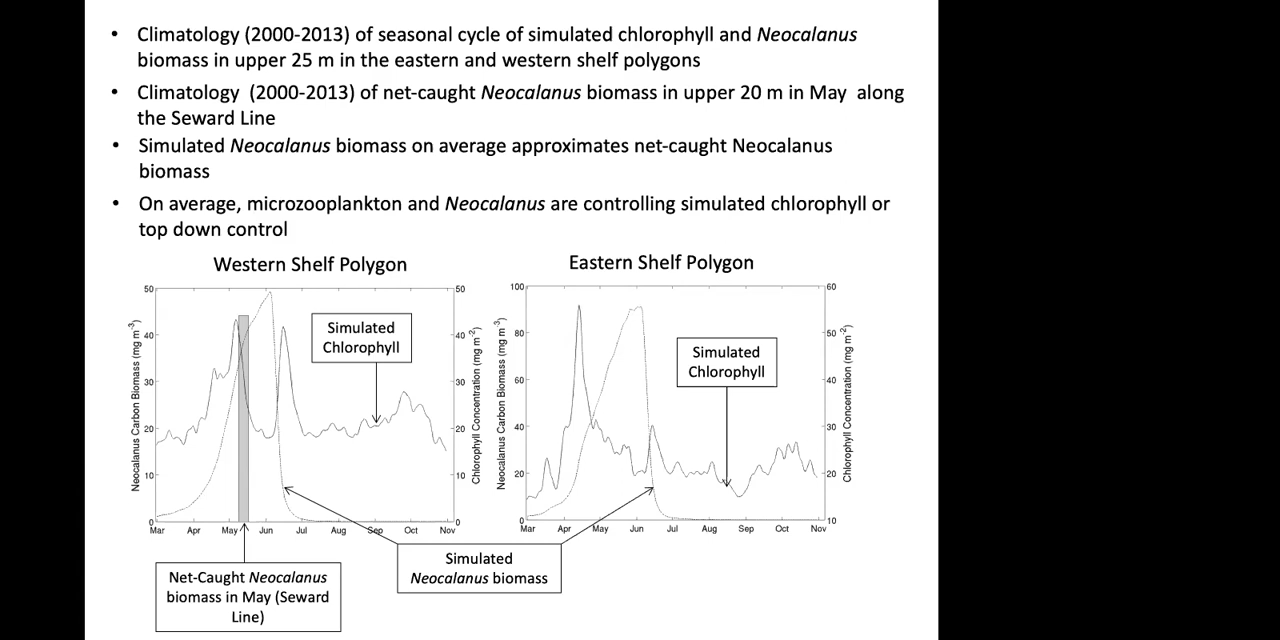 • Climatology (2000-2013) of seasonal cycle of simulated chlorophyll and Neocalanus
biomass in upper 25 m in the eastern and western shelf polygons
• Climatology (2000-2013) of net-caught Neocalanus biomass in upper 20 m in May along
the Seward Line
• Simulated Neocalanus biomass on average approximates net-caught Neocalanus
biomass
• On average, microzooplankton and Neocalanus are controlling simulated chlorophyll or
top down control
Western Shelf Polygon
Neocalanus Carbon Biomass (mg m⁻³)
50
40
30
20
10
0
Mar Apr May Jun Jul Aug Sep Oct Nov
50
40
30
20
10
0
Chlorophyll Concentration (mg m⁻²)
Simulated
Chlorophyll
Net-Caught Neocalanus
biomass in May (Seward
Line)
Simulated
Neocalanus biomass
Eastern Shelf Polygon
Neocalanus Carbon Biomass (mg m⁻³)
100
80
60
40
20
0
Mar Apr May Jun Jul Aug Sep Oct Nov
60
50
40
30
20
10
Chlorophyll Concentration (mg m⁻²)
Simulated
Chlorophyll